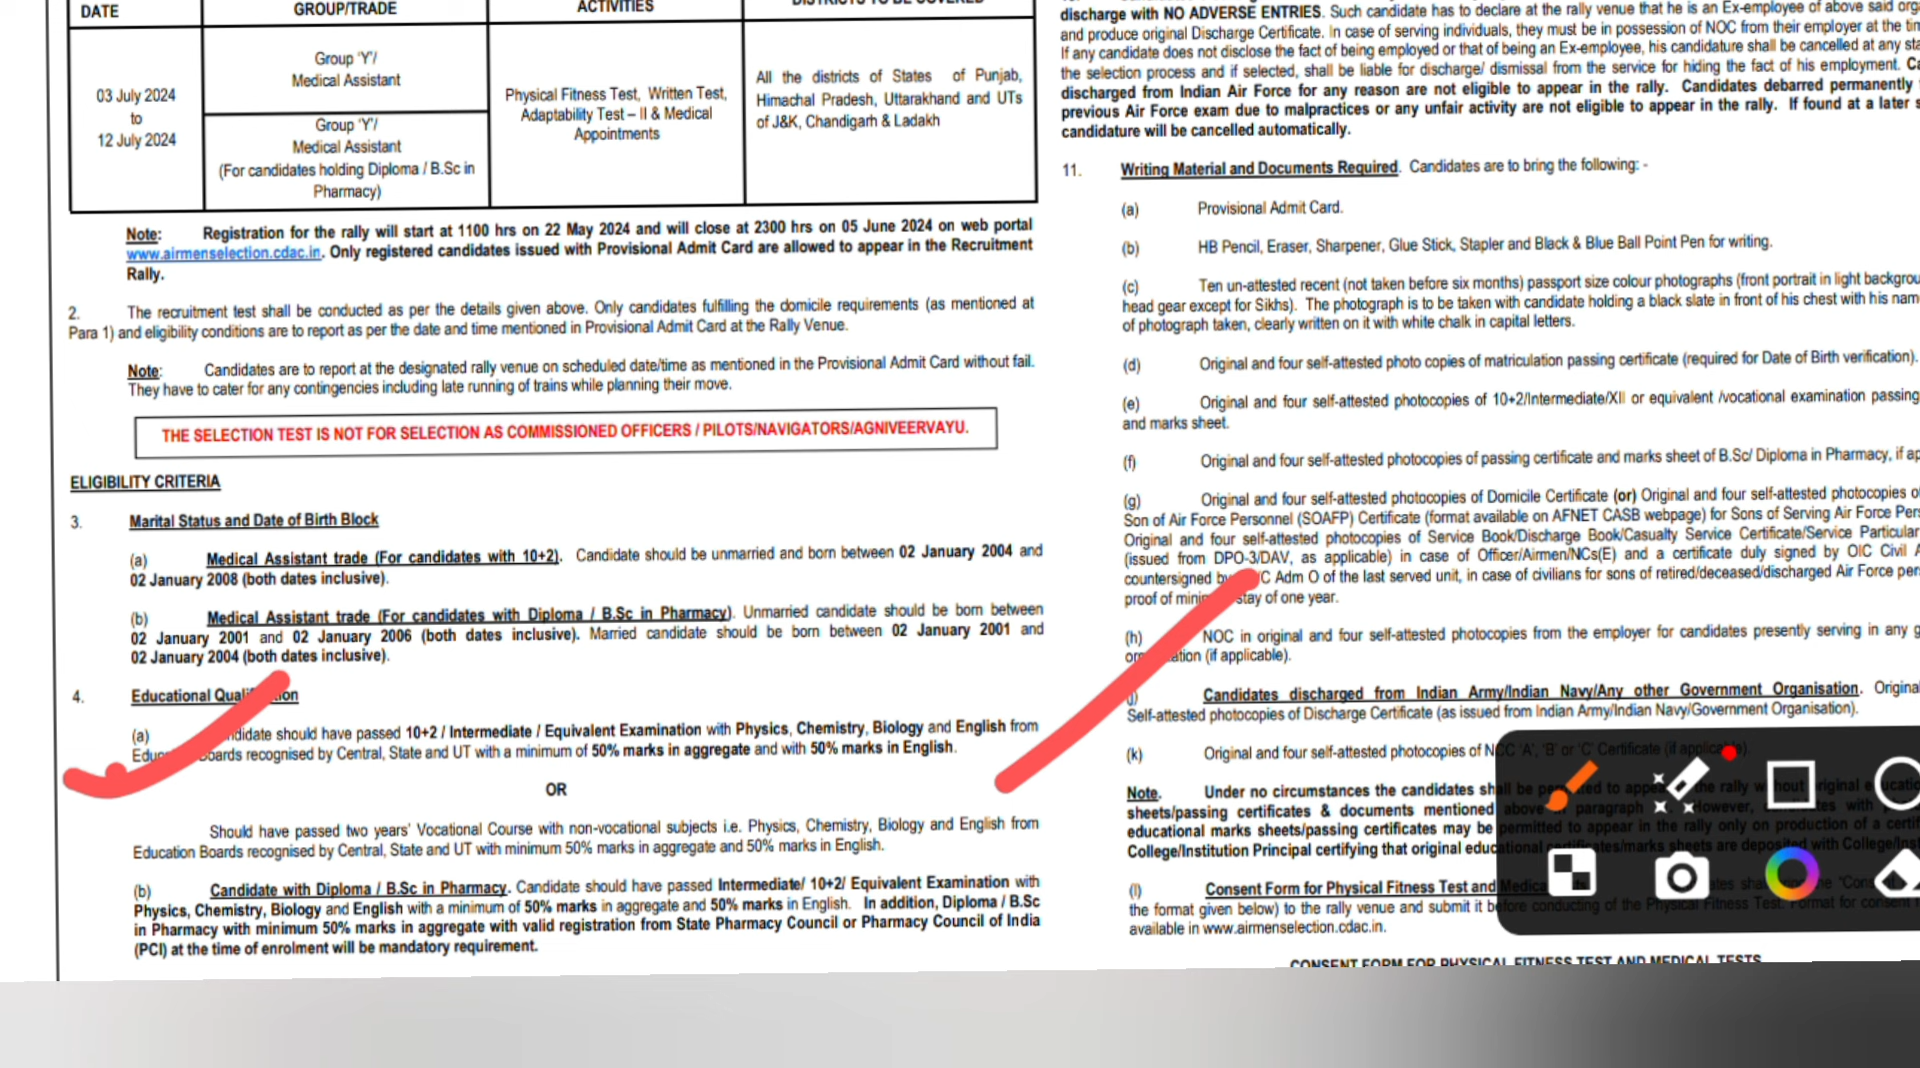 DATE
GROUP/TRADE
ACTIVITIES
03 July 2024
to
12 July 2024
Group 'Y'/
Medical Assistant
Group 'Y'/
Medical Assistant
(For candidates holding Diploma / B.Sc in
Pharmacy)
Physical Fitness Test, Written Test,
Adaptability Test – II & Medical
Appointments
All the districts of States of Punjab,
Himachal Pradesh, Uttarakhand and UTs
of J&K, Chandigarh & Ladakh
Note: Registration for the rally will start at 1100 hrs on 22 May 2024 and will close at 2300 hrs on 05 June 2024 on web portal
www.airmenselection.cdac.in. Only registered candidates issued with Provisional Admit Card are allowed to appear in the Recruitment
Rally.
2. The recruitment test shall be conducted as per the details given above. Only candidates fulfilling the domicile requirements (as mentioned at
Para 1) and eligibility conditions are to report as per the date and time mentioned in Provisional Admit Card at the Rally Venue.
Note: Candidates are to report at the designated rally venue on scheduled date/time as mentioned in the Provisional Admit Card without fail.
They have to cater for any contingencies including late running of trains while planning their move.
THE SELECTION TEST IS NOT FOR SELECTION AS COMMISSIONED OFFICERS / PILOTS/NAVIGATORS/AGNIVEERVAYU.
ELIGIBILITY CRITERIA
3. Marital Status and Date of Birth Block
(a) Medical Assistant trade (For candidates with 10+2). Candidate should be unmarried and born between 02 January 2004 and
02 January 2008 (both dates inclusive).
(b) Medical Assistant trade (For candidates with Diploma / B.Sc in Pharmacy). Unmarried candidate should be born between
02 January 2001 and 02 January 2006 (both dates inclusive). Married candidate should be born between 02 January 2001 and
02 January 2004 (both dates inclusive).
4. Educational
(a) should have passed 10+2 / Intermediate / Equivalent Examination with Physics, Chemistry, Biology and English from
recognised by Central, State and UT with a minimum of 50% marks in aggregate and with 50% marks in English.
OR
Should have passed two years' Vocational Course with non-vocational subjects i.e. Physics, Chemistry, Biology and English from
Education Boards recognised by Central, State and UT with minimum 50% marks in aggregate and 50% marks in English.
(b) Candidate with Diploma / B.Sc in Pharmacy. Candidate should have passed Intermediate/ 10+2/ Equivalent Examination with
Physics, Chemistry, Biology and English with a minimum of 50% marks in aggregate and 50% marks in English. In addition, Diploma / B.Sc
in Pharmacy with minimum 50% marks in aggregate with valid registration from State Pharmacy Council or Pharmacy Council of India
(PCI) at the time of enrolment will be mandatory requirement.
discharge with NO ADVERSE ENTRIES. Such candidate has to declare at the rally venue that he is an Ex-employee of above said
and produce original Discharge Certificate. In case of serving individuals, they must be in possession of NOC from their employer at the
If any candidate does not disclose the fact of being employed or that of being an Ex-employee, his candidature shall be cancelled at any
the selection process and if selected, shall be liable for discharge/ dismissal from the service for hiding the fact of his employment.
discharged from Indian Air Force for any reason are not eligible to appear in the rally. Candidates debarred permanently
previous Air Force exam due to malpractices or any unfair activity are not eligible to appear in the rally. If found at a later
candidature will be cancelled automatically.
11. Writing Material and Documents Required. Candidates are to bring the following: -
(a) Provisional Admit Card.
(b) HB Pencil, Eraser, Sharpener, Glue Stick, Stapler and Black & Blue Ball Point Pen for writing.
(c) Ten un-attested recent (not taken before six months) passport size colour photographs (front portrait in light
head gear except for Sikhs). The photograph is to be taken with candidate holding a black slate in front of his chest with his
of photograph taken, clearly written on it with white chalk in capital letters.
(d) Original and four self-attested photo copies of matriculation passing certificate (required for Date of Birth verification).
(e) Original and four self-attested photocopies of 10+2/Intermediate/XII or equivalent /vocational examination passing
and marks sheet.
(f) Original and four self-attested photocopies of passing certificate and marks sheet of B.Sc/ Diploma in Pharmacy, if
(g) Original and four self-attested photocopies of Domicile Certificate (or) Original and four self-attested photocopies
Son of Air Force Personnel (SOAFP) Certificate (format available on AFNET CASB webpage) for Sons of Serving Air Force
Original and four self-attested photocopies of Service Book/Discharge Book/Casualty Service Certificate/Service
(issued from DPO-3/DAV, as applicable) in case of Officer/Airmen/NCs(E) and a certificate duly signed by OIC Civil
countersigned Adm O of the last served unit, in case of civilians for sons of retired/deceased/discharged Air Force
proof of stay of one year.
(h) NOC in original and four self-attested photocopies from the employer for candidates presently serving in any
(if applicable).
Candidates discharged from Indian Army/Indian Navy/Any other Government Organisation.
Self-attested photocopies of Discharge Certificate (as issued from Indian Army/Indian Navy/Government Organisation).
(k) Original and four self-attested photocopies of NCC 'A', 'B' or 'C' Certificate (if applicable).
Note. Under no circumstances the candidates shall be permitted to appear the rally original
sheets/passing certificates & documents mentioned above paragraph However, with
educational marks sheets/passing certificates may be permitted to appear in the rally only on production of a
College/Institution Principal certifying that original educational certificates/marks sheets are deposited with
(l) Consent Form for Physical Fitness Test and
the format given below) to the rally venue and submit it before conducting of the Physical Fitness Test. Format for
available in www.airmenselection.cdac.in.
CONSENT FORM FOR PHYSICAL FITNESS TEST AND MEDICAL TESTS